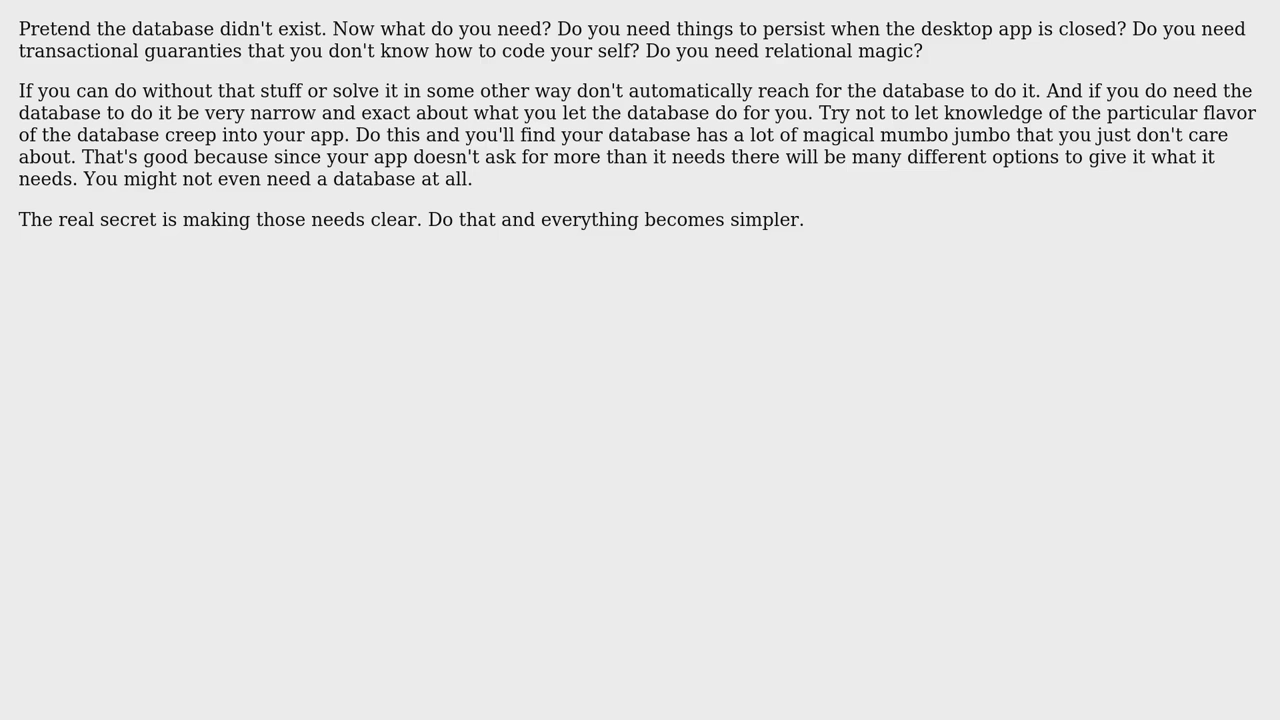 Pretend the database didn't exist. Now what do you need? Do you need things to persist when the desktop app is closed? Do you need
transactional guaranties that you don't know how to code your self? Do you need relational magic?
If you can do without that stuff or solve it in some other way don't automatically reach for the database to do it. And if you do need the
database to do it be very narrow and exact about what you let the database do for you. Try not to let knowledge of the particular flavor
of the database creep into your app. Do this and you'll find your database has a lot of magical mumbo jumbo that you just don't care
about. That's good because since your app doesn't ask for more than it needs there will be many different options to give it what it
needs. You might not even need a database at all.
The real secret is making those needs clear. Do that and everything becomes simpler.